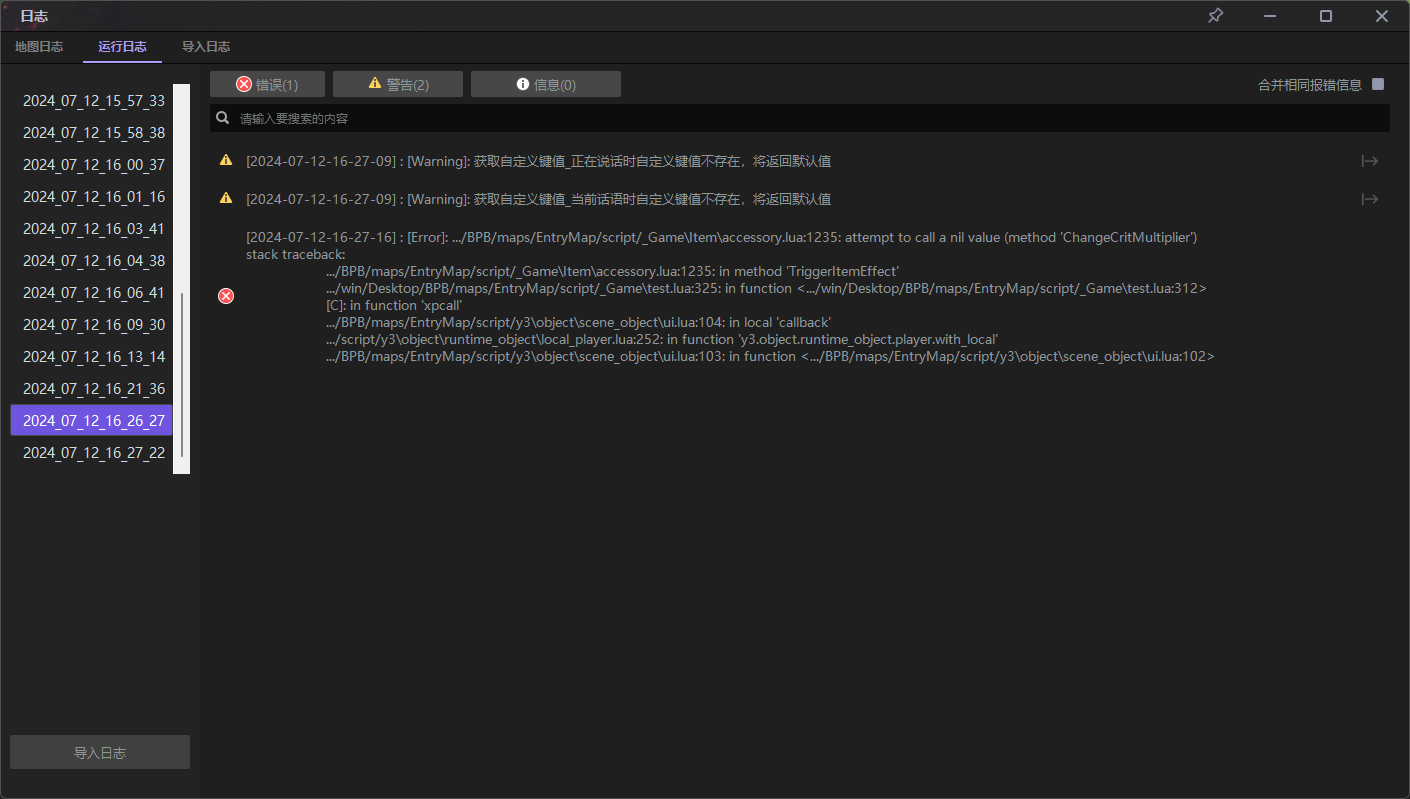 日志
地图日志 运行日志 导入日志
错误(1) 警告(2) 信息(0) 合并相同报错信息
请输入要搜索的内容
2024_07_12_15_57_33
2024_07_12_15_58_38
2024_07_12_16_00_37
2024_07_12_16_01_16
2024_07_12_16_03_41
2024_07_12_16_04_38
2024_07_12_16_06_41
2024_07_12_16_09_30
2024_07_12_16_13_14
2024_07_12_16_21_36
2024_07_12_16_26_27
2024_07_12_16_27_22
导入日志
[2024-07-12-16-27-09] : [Warning]: 获取自定义键值_正在说话时自定义键值不存在，将返回默认值
[2024-07-12-16-27-09] : [Warning]: 获取自定义键值_当前话语时自定义键值不存在，将返回默认值
[2024-07-12-16-27-16] : [Error]: .../BPB/maps/EntryMap/script/_Game\Item\accessory.lua:1235: attempt to call a nil value (method 'ChangeCritMultiplier')
stack traceback:
.../BPB/maps/EntryMap/script/_Game\Item\accessory.lua:1235: in method 'TriggerItemEffect'
.../win/Desktop/BPB/maps/EntryMap/script/_Game\test.lua:325: in function <.../win/Desktop/BPB/maps/EntryMap/script/_Game\test.lua:312>
[C]: in function 'xpcall'
.../BPB/maps/EntryMap/script/y3\object\scene_object\ui.lua:104: in local 'callback'
.../script/y3\object\runtime_object\local_player.lua:252: in function 'y3.object.runtime_object.player.with_local'
.../BPB/maps/EntryMap/script/y3\object\scene_object\ui.lua:103: in function <.../BPB/maps/EntryMap/script/y3\object\scene_object\ui.lua:102>